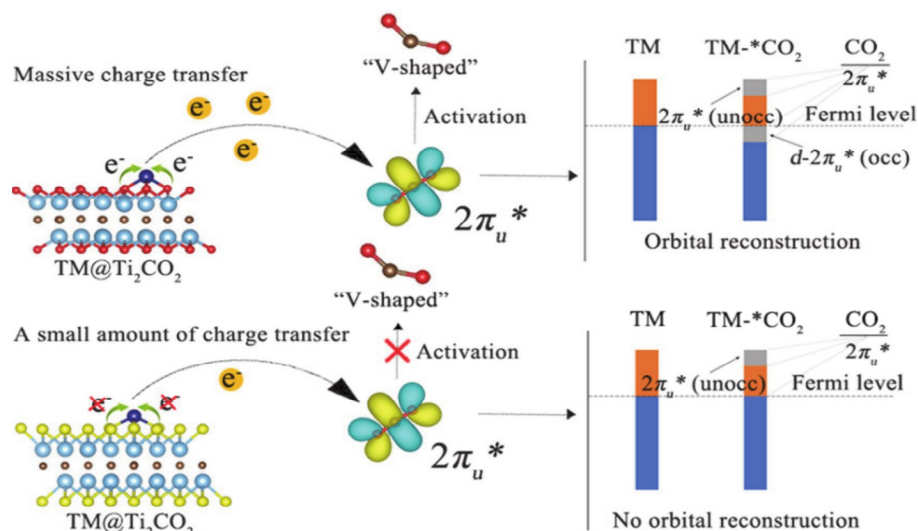 Massive charge transfer
e⁻ e⁻ e⁻
e⁻ e⁻
TM@Ti₂CO₂
"V-shaped"
Activation
2πᵤ*
TM TM-*CO₂ CO₂
2πᵤ*
2πᵤ* (unocc) Fermi level
d-2πᵤ* (occ)
Orbital reconstruction
A small amount of charge transfer
e⁻
e⁻ e⁻
TM@Ti₂CO₂
"V-shaped"
Activation
2πᵤ*
TM TM-*CO₂ CO₂
2πᵤ*
2πᵤ* (unocc) Fermi level
No orbital reconstruction